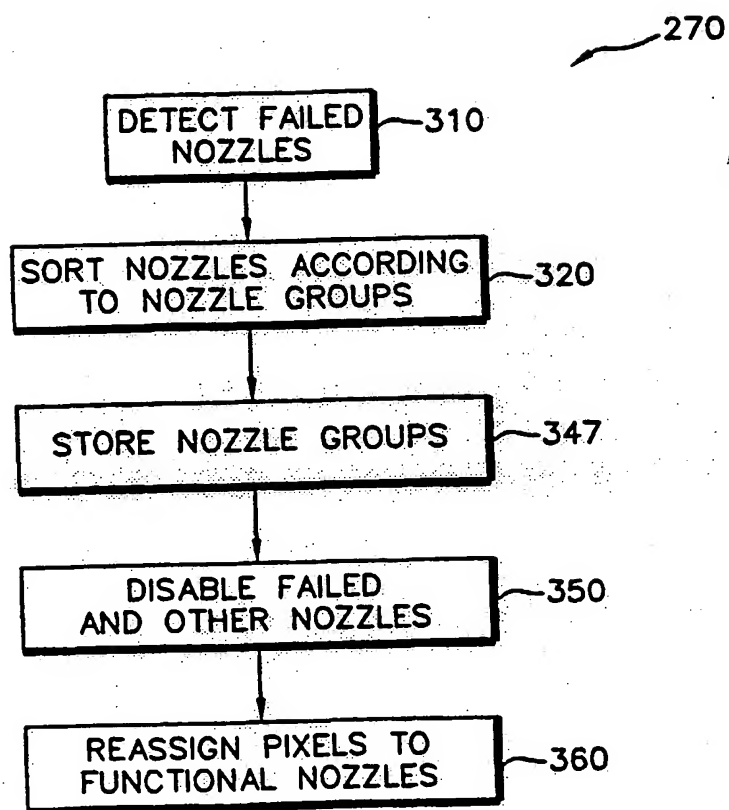 270
DETECT FAILED
NOZZLES
310
SORT NOZZLES ACCORDING
TO NOZZLE GROUPS
320
STORE NOZZLE GROUPS
347
DISABLE FAILED
AND OTHER NOZZLES
350
REASSIGN PIXELS TO
FUNCTIONAL NOZZLES
360